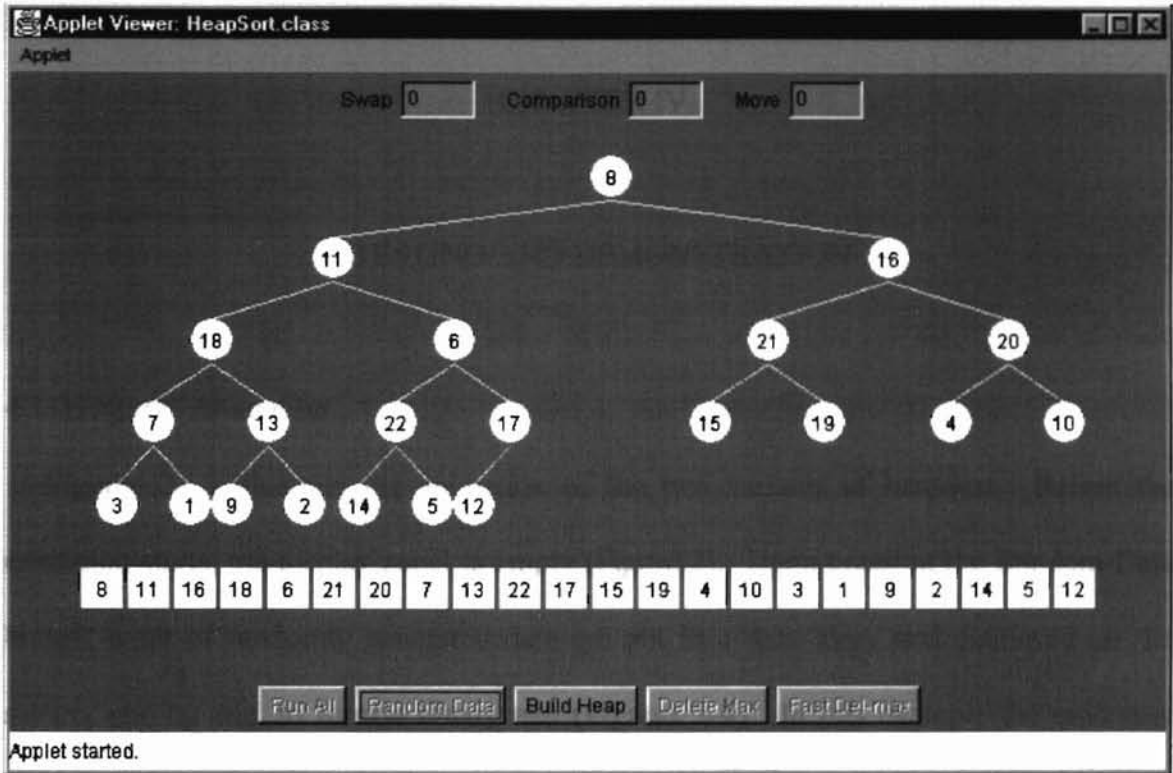 Applet Viewer: HeapSort.class
Applet
Swap 0 Comparison 0 Move 0
8
11 16
18 6 21 20
7 13 22 17 15 19 4 10
3 1 9 2 14 5 12
8 11 16 18 6 21 20 7 13 22 17 15 19 4 10 3 1 9 2 14 5 12
Run All Random Data Build Heap Delete Max Fast Del-max
Applet started.